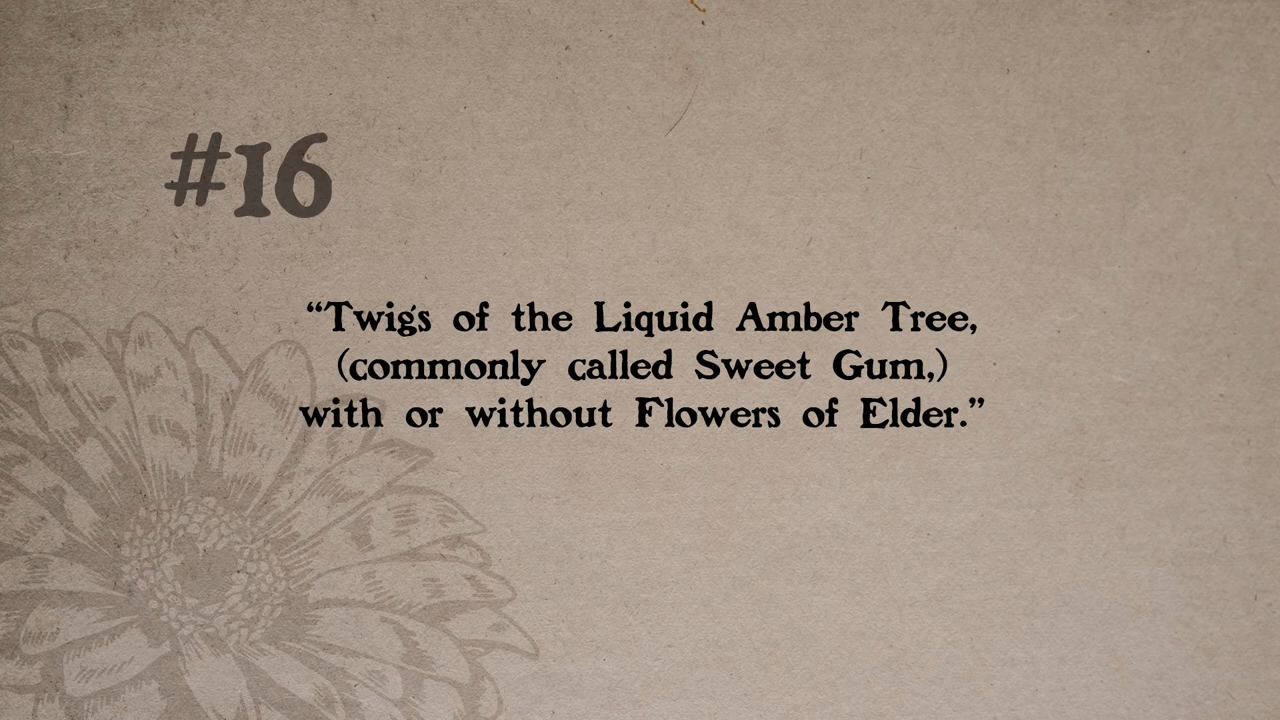 #16
“Twigs of the Liquid Amber Tree,
(commonly called Sweet Gum,)
with or without Flowers of Elder.”